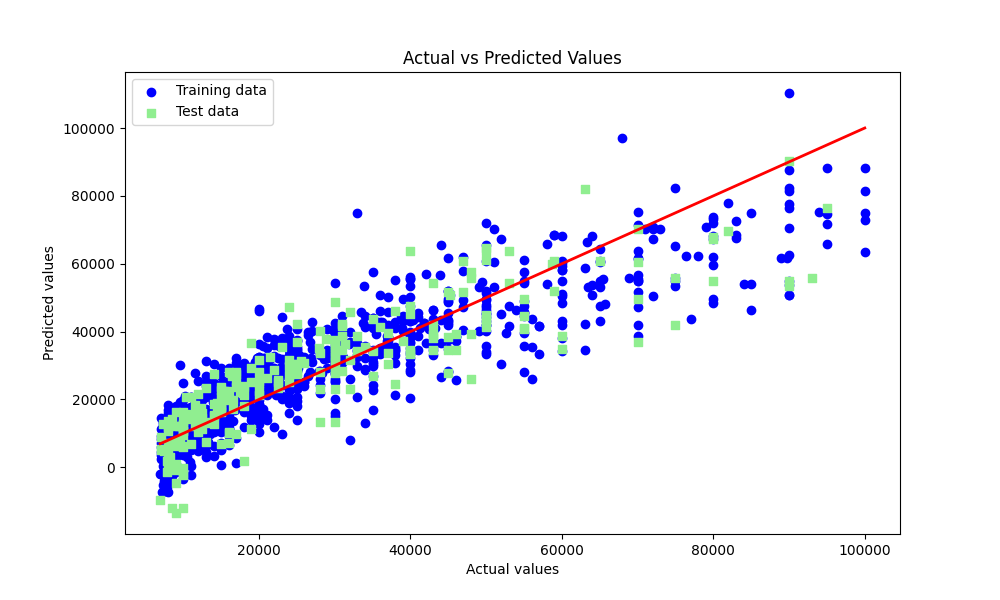 Actual vs Predicted Values
Training data
Test data
Predicted values
100000
80000
60000
40000
20000
0
20000 40000 60000 80000 100000
Actual values